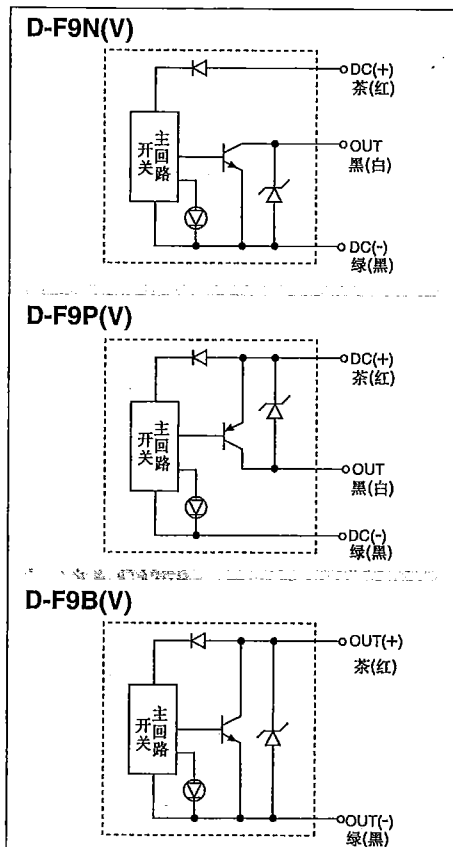 D-F9N(V)
DC(+)
茶(红)
开关
主回路
OUT
黑(白)
DC(-)
绿(黑)
D-F9P(V)
DC(+)
茶(红)
开关
主回路
OUT
黑(白)
DC(-)
绿(黑)
D-F9B(V)
OUT(+)
茶(红)
开关
主回路
OUT(-)
绿(黑)